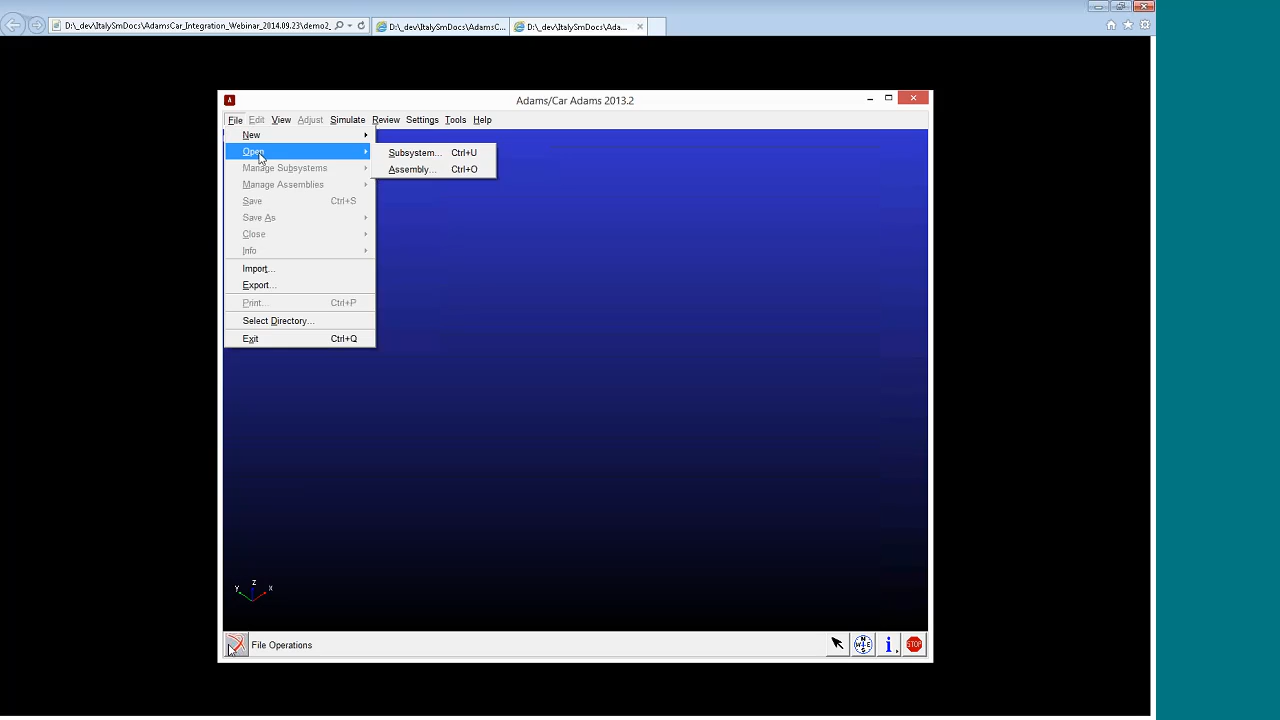 D:\_dev\ItalySmDocs\AdamsCar_Integration_Webinar_2014.09.23\demo2_
D:\_dev\ItalySmDocs\AdamsC...
D:\_dev\ItalySmDocs\Ada...
Adams/Car Adams 2013.2
File Edit View Adjust Simulate Review Settings Tools Help
New
Open
Subsystem... Ctrl+U
Assembly... Ctrl+O
Manage Subsystems
Manage Assemblies
Save Ctrl+S
Save As
Close
Info
Import...
Export...
Print... Ctrl+P
Select Directory...
Exit Ctrl+Q
Z
Y X
File Operations
STOP